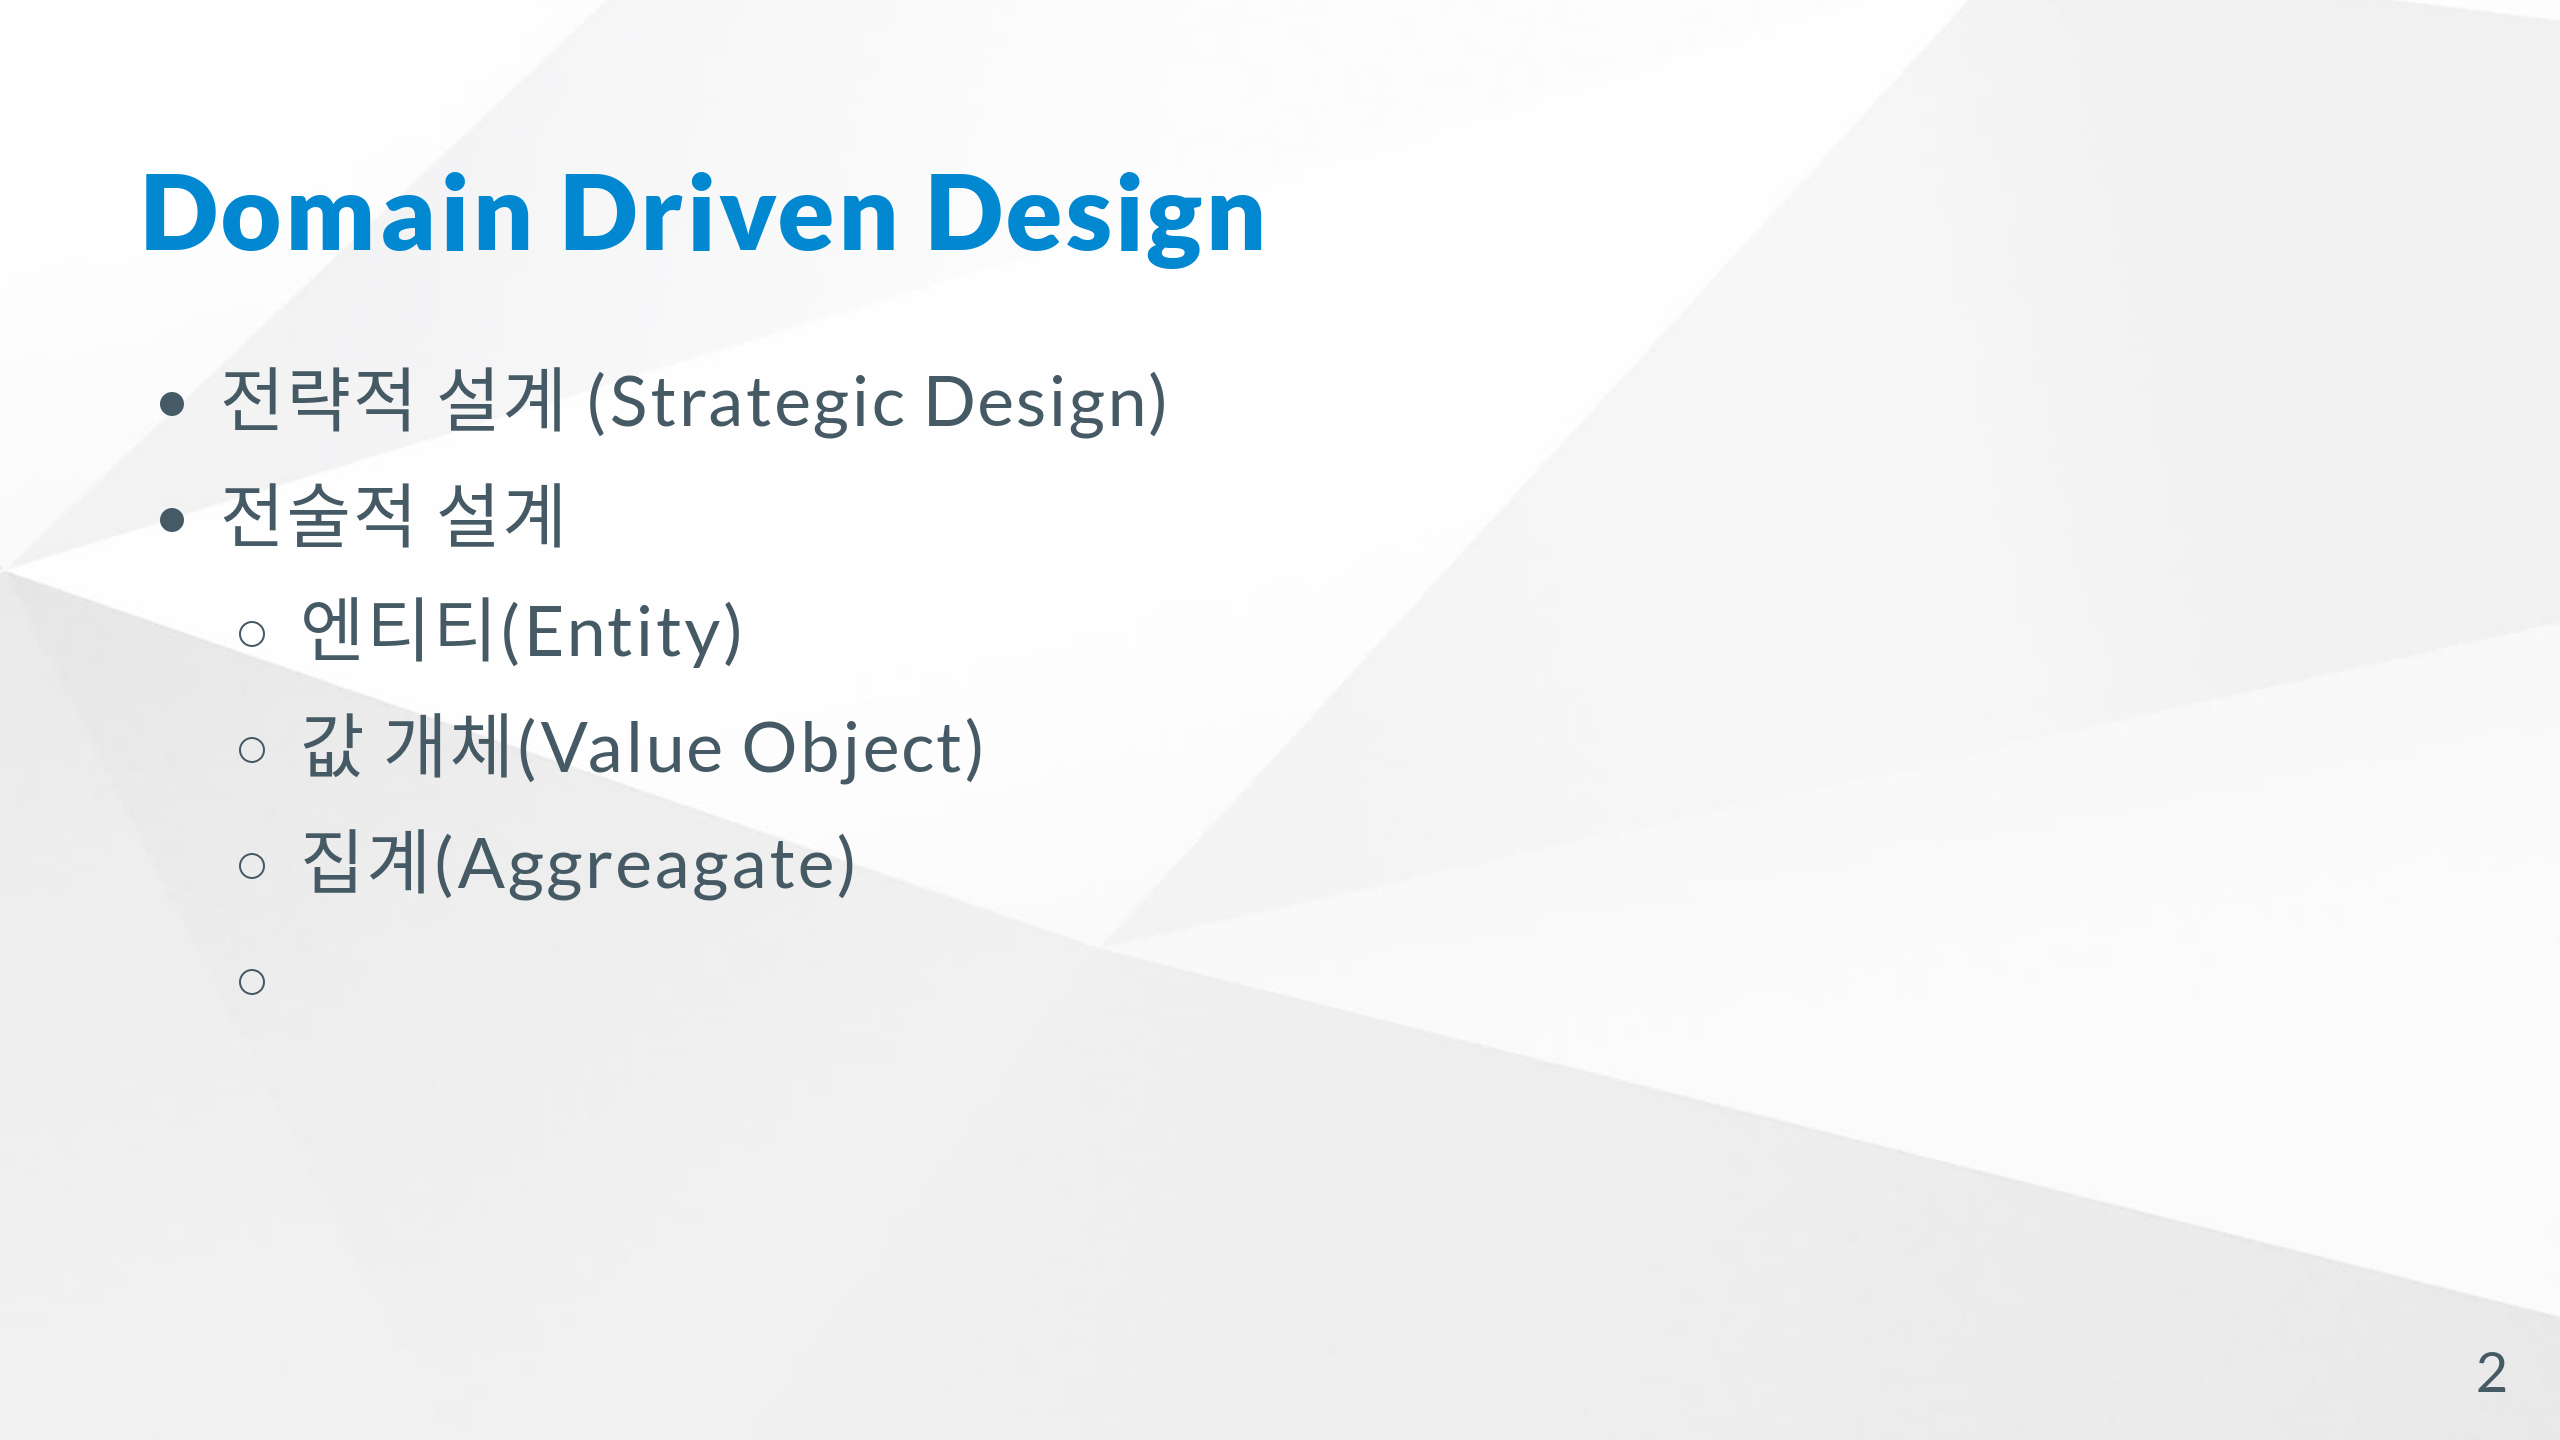 Domain Driven Design
• 전략적 설계 (Strategic Design)
• 전술적 설계
○ 엔티티(Entity)
○ 값 개체(Value Object)
○ 집계(Aggreagate)
○
2